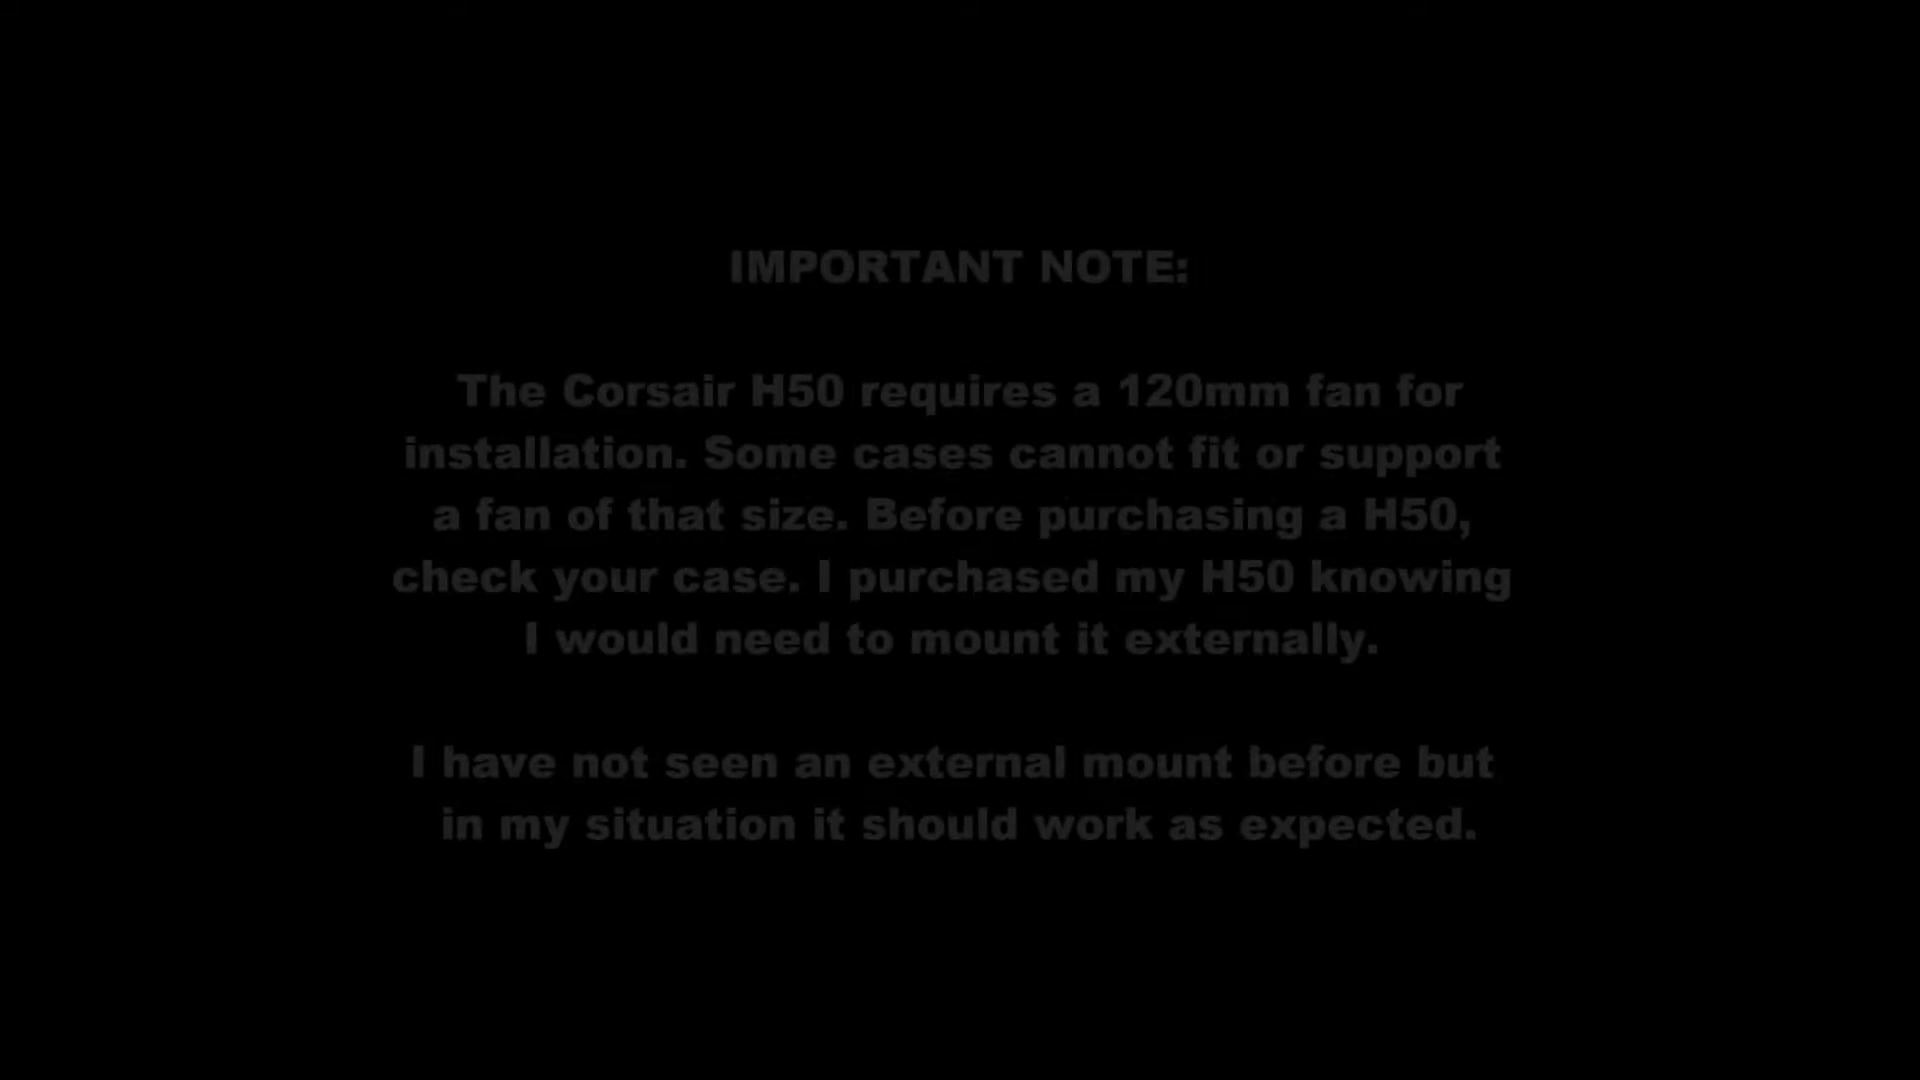 IMPORTANT NOTE:
The Corsair H50 requires a 120mm fan for
installation. Some cases cannot fit or support
a fan of that size. Before purchasing a H50,
check your case. I purchased my H50 knowing
I would need to mount it externally.
I have not seen an external mount before but
in my situation it should work as expected.